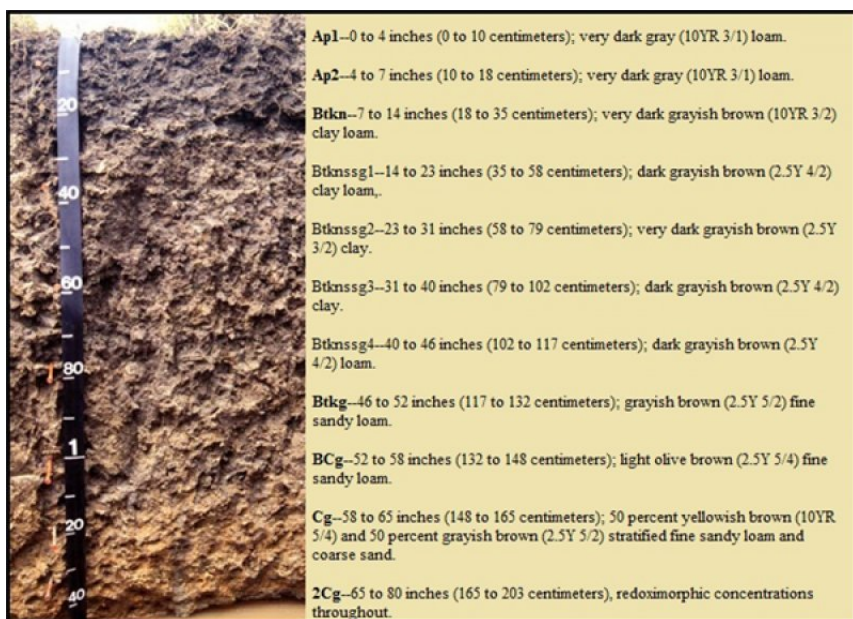 Ap1--0 to 4 inches (0 to 10 centimeters); very dark gray (10YR 3/1) loam.
Ap2--4 to 7 inches (10 to 18 centimeters); very dark gray (10YR 3/1) loam.
Btkn--7 to 14 inches (18 to 35 centimeters); very dark grayish brown (10YR 3/2)
clay loam.
Btknssg1--14 to 23 inches (35 to 58 centimeters); dark grayish brown (2.5Y 4/2)
clay loam,.
Btknssg2--23 to 31 inches (58 to 79 centimeters); very dark grayish brown (2.5Y
3/2) clay.
Btknssg3--31 to 40 inches (79 to 102 centimeters); dark grayish brown (2.5Y 4/2)
clay.
Btknssg4--40 to 46 inches (102 to 117 centimeters); dark grayish brown (2.5Y
4/2) loam.
Btkg--46 to 52 inches (117 to 132 centimeters); grayish brown (2.5Y 5/2) fine
sandy loam.
BCg--52 to 58 inches (132 to 148 centimeters); light olive brown (2.5Y 5/4) fine
sandy loam.
Cg--58 to 65 inches (148 to 165 centimeters); 50 percent yellowish brown (10YR
5/4) and 50 percent grayish brown (2.5Y 5/2) stratified fine sandy loam and
coarse sand.
2Cg--65 to 80 inches (165 to 203 centimeters), redoximorphic concentrations
throughout.
20
40
60
80
1
20
40